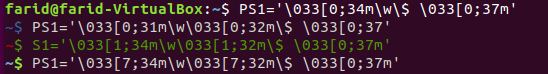 farid@farid-VirtualBox:~$ PS1='\033[0;34m\w\$ \033[0;37m'
~$ PS1='\033[0;31m\w\033[0;32m\$ \033[0;37'
~$ S1='\033[1;34m\w\033[1;32m\$ \033[0;37m'
~$ PS1='\033[7;34m\w\033[7;32m\$ \033[0;37m'